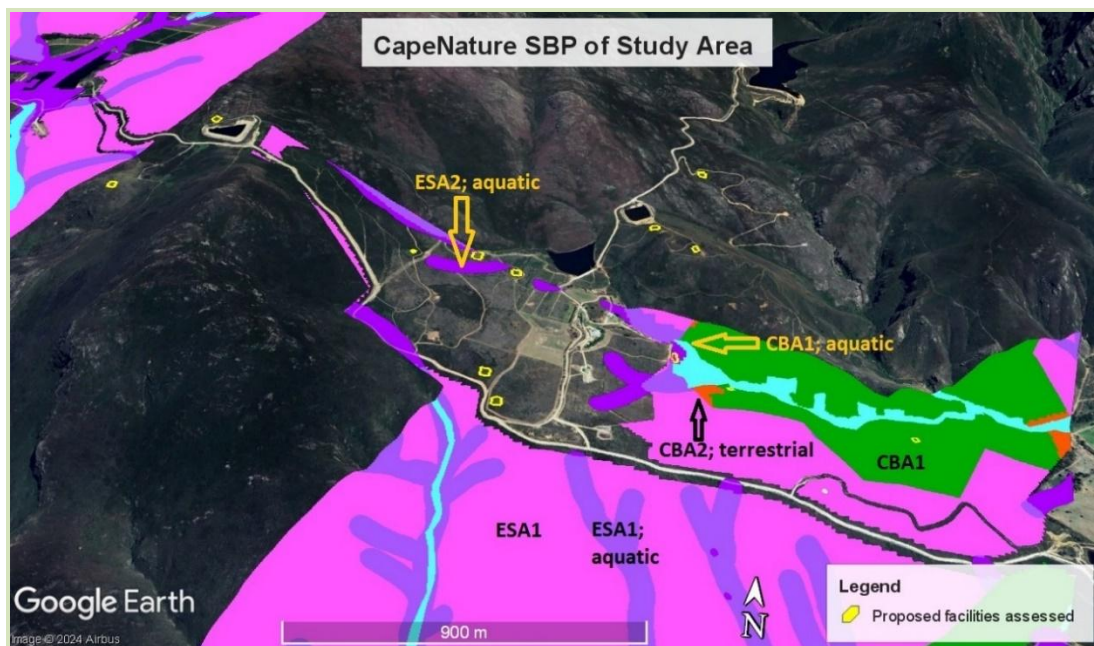 CapeNature SBP of Study Area
ESA2; aquatic
CBA1; aquatic
CBA2; terrestrial
CBA1
ESA1
ESA1;
aquatic
Legend
Proposed facilities assessed
Google Earth
Image © 2024 Airbus
900 m
N